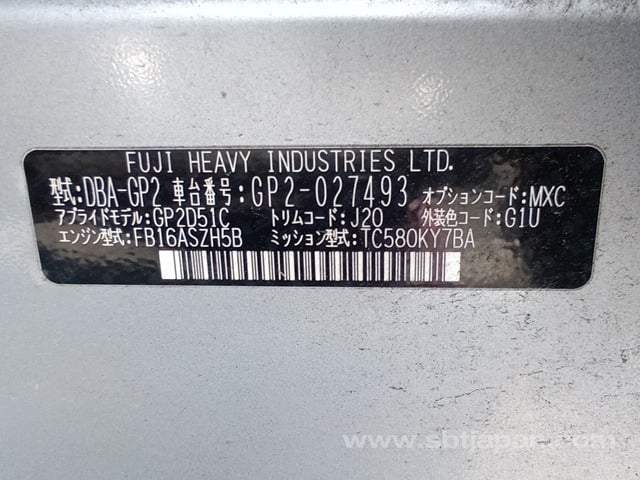 FUJI HEAVY INDUSTRIES LTD.
型式:DBA-GP2 車台番号:GP2-027493 オプションコード:MXC
アプライドモデル:GP2D51C トリムコード:J20 外装色コード:G1U
エンジン型式:FB16ASZH5B ミッション型式:TC580KY7BA
www.sbtjapan.com